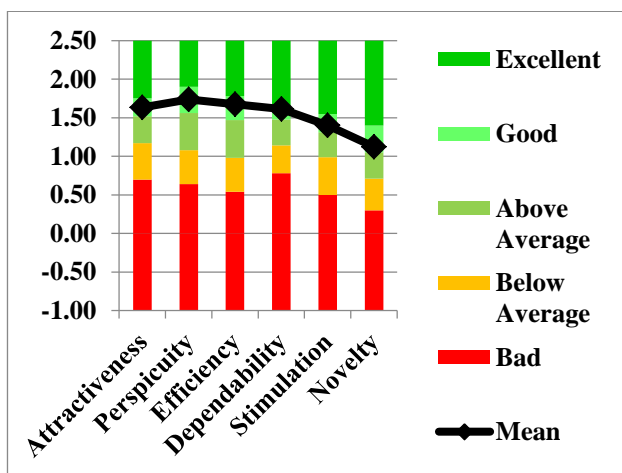 2.50
2.00
1.50
1.00
0.50
0.00
-0.50
-1.00
Attractiveness
Perspicuity
Efficiency
Dependability
Stimulation
Novelty
Excellent
Good
Above
Average
Below
Average
Bad
Mean